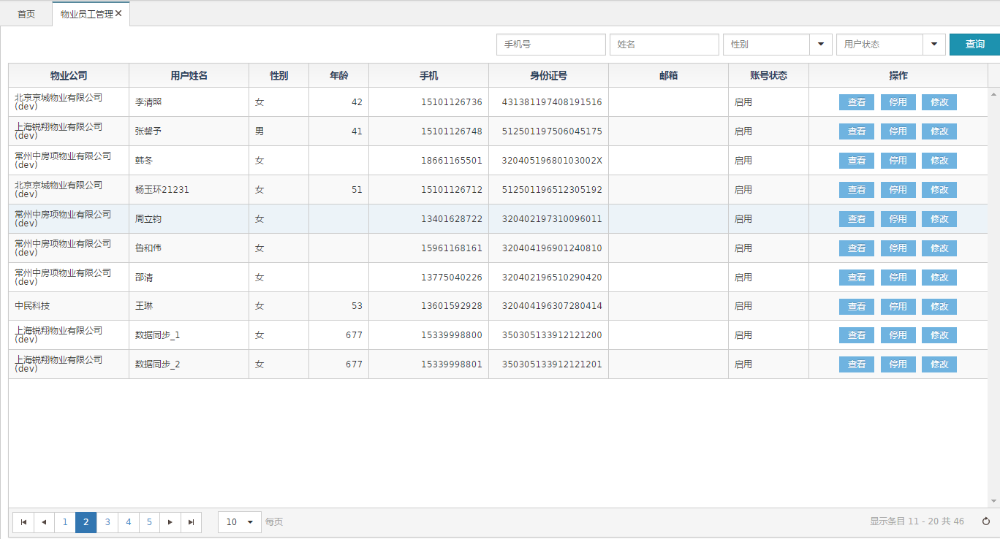 首页 物业员工管理✕
手机号 姓名 性别 用户状态 查询
物业公司 用户姓名 性别 年龄 手机 身份证号 邮箱 账号状态 操作
北京京城物业有限公司
(dev) 李清照 女 42 15101126736 431381197408191516 启用 查看 停用 修改
上海锐翔物业有限公司
(dev) 张馨予 男 41 15101126748 512501197506045175 启用 查看 停用 修改
常州中房项物业有限公司
(dev) 韩冬 女 18661165501 32040519680103002X 启用 查看 停用 修改
北京京城物业有限公司
(dev) 杨玉环21231 女 51 15101126712 512501196512305192 启用 查看 停用 修改
常州中房项物业有限公司
(dev) 周立钧 女 13401628722 320402197310096011 启用 查看 停用 修改
常州中房项物业有限公司
(dev) 鲁和伟 女 15961168161 320404196901240810 启用 查看 停用 修改
常州中房项物业有限公司
(dev) 邵清 女 13775040226 320402196510290420 启用 查看 停用 修改
中民科技 王琳 女 53 13601592928 320404196307280414 启用 查看 停用 修改
上海锐翔物业有限公司
(dev) 数据同步_1 女 677 15339998800 350305133912121200 启用 查看 停用 修改
上海锐翔物业有限公司
(dev) 数据同步_2 女 677 15339998801 350305133912121201 启用 查看 停用 修改
1 2 3 4 5 10 每页 显示条目 11 - 20 共 46